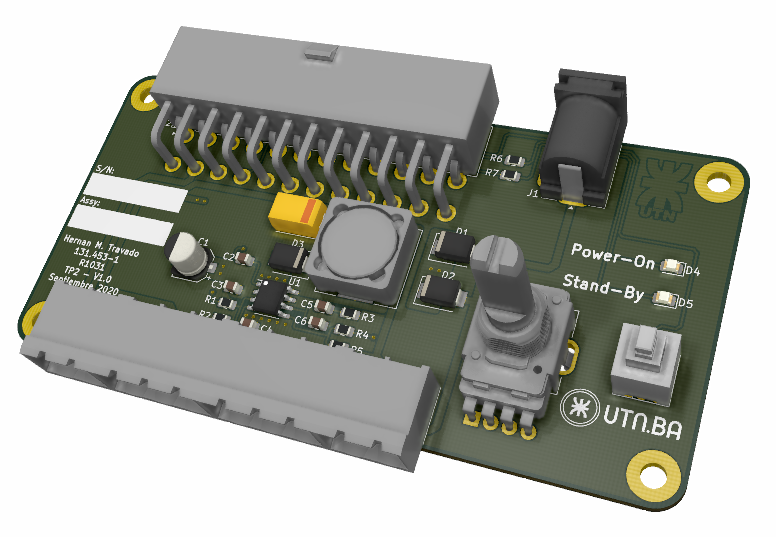 S/N:
Assy:
Hernan M. Travado
131.453-1
R1031
TP2 - V1.0
Septiembre 2020
C1
C2
C3
R1
R2
D3
U1
C4
C5
C6
R3
R4
R5
D1
D2
R6
R7
J1
UTN
Power-On
D4
Stand-By
D5
UTN.BA